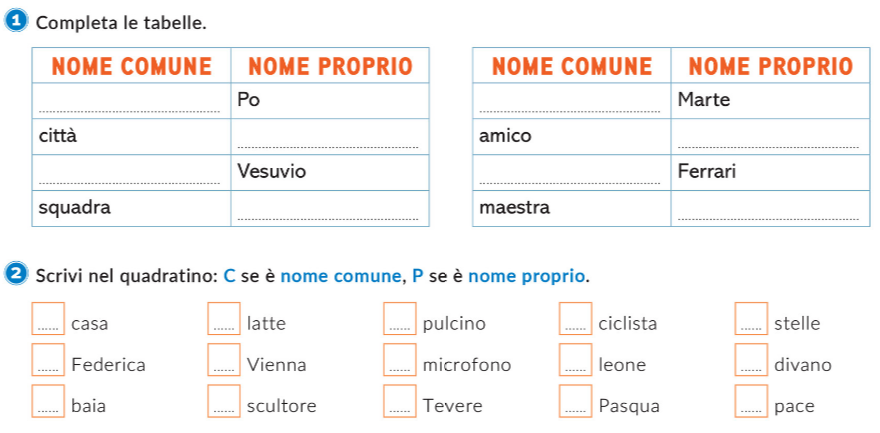 1 Completa le tabelle.
NOME COMUNE NOME PROPRIO NOME COMUNE NOME PROPRIO
Po Marte
città amico
Vesuvio Ferrari
squadra maestra
2 Scrivi nel quadratino: C se è nome comune, P se è nome proprio.
casa latte pulcino ciclista stelle
Federica Vienna microfono leone divano
baia scultore Tevere Pasqua pace